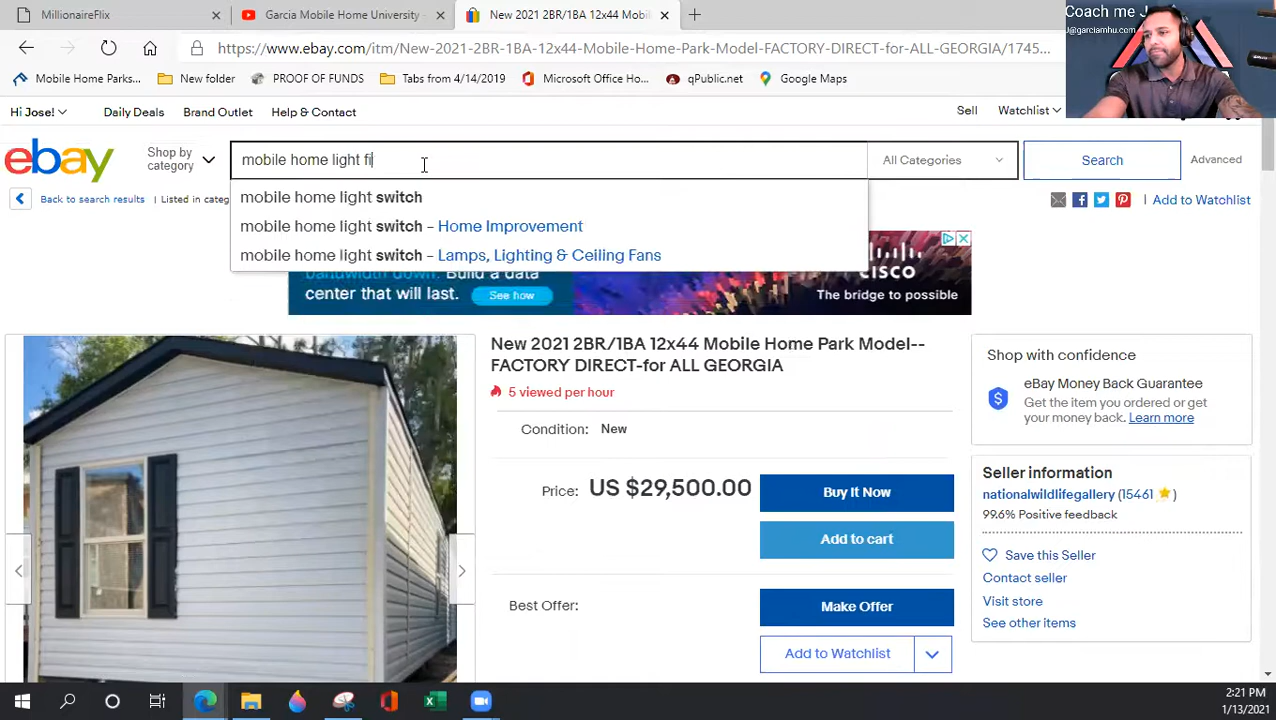 MillionaireFlix
Garcia Mobile Home University -
New 2021 2BR/1BA 12x44 Mobil
Coach me J
J@garciamhu.com
https://www.ebay.com/itm/New-2021-2BR-1BA-12x44-Mobile-Home-Park-Model-FACTORY-DIRECT-for-ALL-GEORGIA/1745...
Mobile Home Parks...
New folder
PROOF OF FUNDS
Tabs from 4/14/2019
Microsoft Office Ho...
qPublic.net
Google Maps
Hi Jose!
Daily Deals
Brand Outlet
Help & Contact
Sell
Watchlist
ebay
Shop by
category
mobile home light fi
All Categories
Search
Advanced
mobile home light switch
mobile home light switch – Home Improvement
mobile home light switch – Lamps, Lighting & Ceiling Fans
Back to search results
Listed in categ
Add to Watchlist
bandwidth down. Build a data
center that will last.
See how
CISCO
The bridge to possible
New 2021 2BR/1BA 12x44 Mobile Home Park Model--
FACTORY DIRECT-for ALL GEORGIA
5 viewed per hour
Condition: New
Price: US $29,500.00
Buy It Now
Add to cart
Best Offer:
Make Offer
Add to Watchlist
Shop with confidence
eBay Money Back Guarantee
Get the item you ordered or get
your money back. Learn more
Seller information
nationalwildlifegallery (15461 )
99.6% Positive feedback
Save this Seller
Contact seller
Visit store
See other items
2:21 PM
1/13/2021